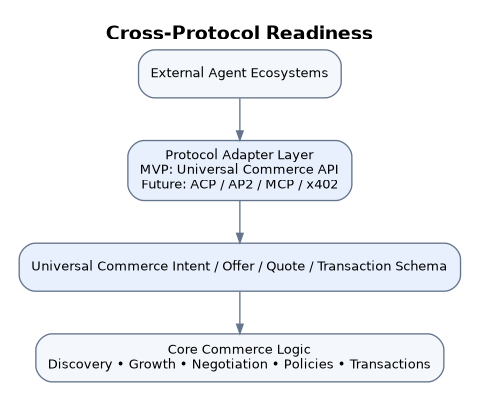 Cross-Protocol Readiness
External Agent Ecosystems
Protocol Adapter Layer
MVP: Universal Commerce API
Future: ACP / AP2 / MCP / x402
Universal Commerce Intent / Offer / Quote / Transaction Schema
Core Commerce Logic
Discovery • Growth • Negotiation • Policies • Transactions